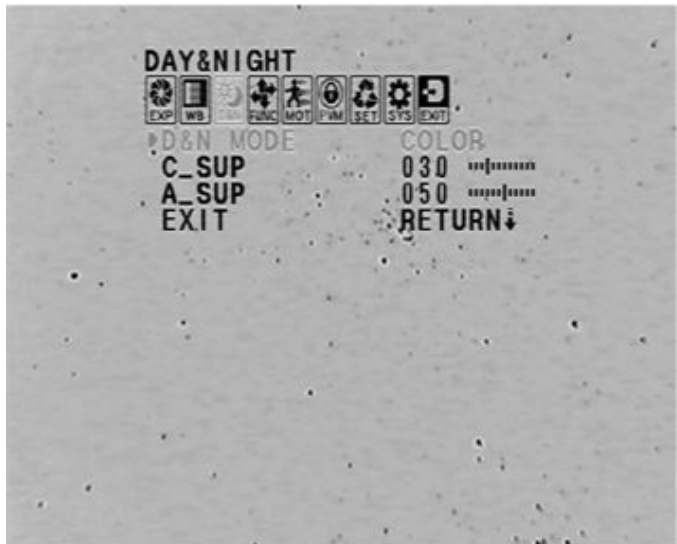 DAY&NIGHT
EXP WB D&N FUNC MOT PVM SET SYS EXIT
D&N MODE COLOR
C_SUP 030
A_SUP 050
EXIT RETURN